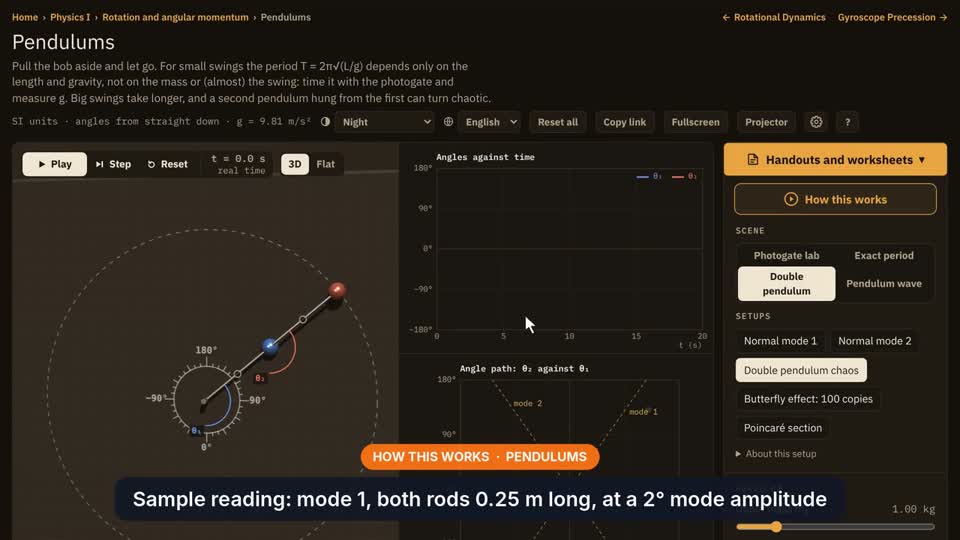 Home › Physics I › Rotation and angular momentum › Pendulums
← Rotational Dynamics Gyroscope Precession →
Pendulums
Pull the bob aside and let go. For small swings the period T = 2π√(L/g) depends only on the
length and gravity, not on the mass or (almost) the swing: time it with the photogate and
measure g. Big swings take longer, and a second pendulum hung from the first can turn chaotic.
SI units · angles from straight down · g = 9.81 m/s² Night English Reset all Copy link Fullscreen Projector ?
Play Step Reset t = 0.0 s real time 3D Flat
180°
−90° 90°
0°
θ₁
θ₂
Angles against time
θ₁ θ₂
180°
90°
0°
−90°
−180°
0 5 10 15 20
t (s)
Angle path: θ₂ against θ₁
180°
mode 2 mode 1
90°
Handouts and worksheets ▼
How this works
SCENE
Photogate lab Exact period
Double pendulum Pendulum wave
SETUPS
Normal mode 1 Normal mode 2
Double pendulum chaos
Butterfly effect: 100 copies
Poincaré section
▶ About this setup
1.00 kg
HOW THIS WORKS · PENDULUMS
Sample reading: mode 1, both rods 0.25 m long, at a 2° mode amplitude